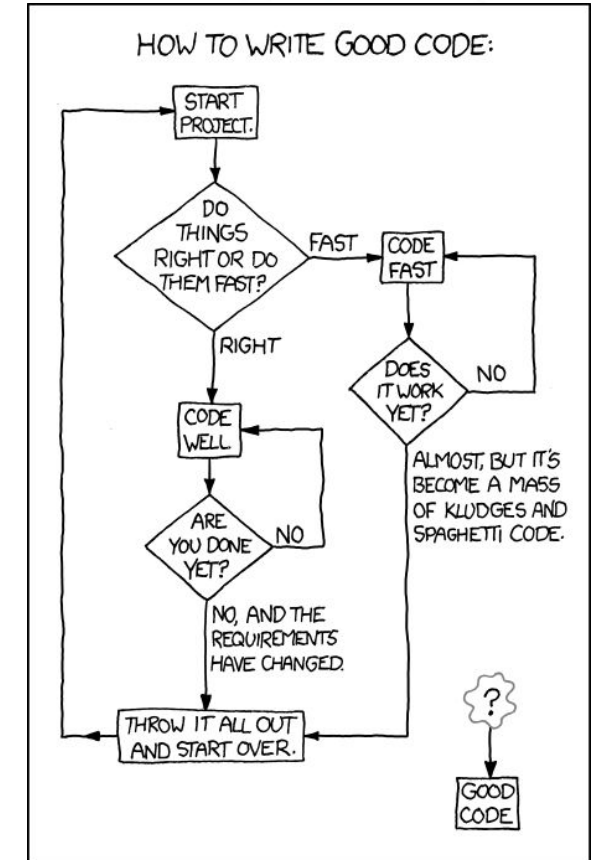 HOW TO WRITE GOOD CODE:
START
PROJECT.
DO
THINGS
RIGHT OR DO
THEM FAST?
FAST
CODE
FAST
RIGHT
DOES
IT WORK
YET?
NO
CODE
WELL.
ALMOST, BUT IT'S
BECOME A MASS
OF KLUDGES AND
SPAGHETTI CODE.
ARE
YOU DONE
YET?
NO
NO, AND THE
REQUIREMENTS
HAVE CHANGED.
THROW IT ALL OUT
AND START OVER.
?
GOOD
CODE